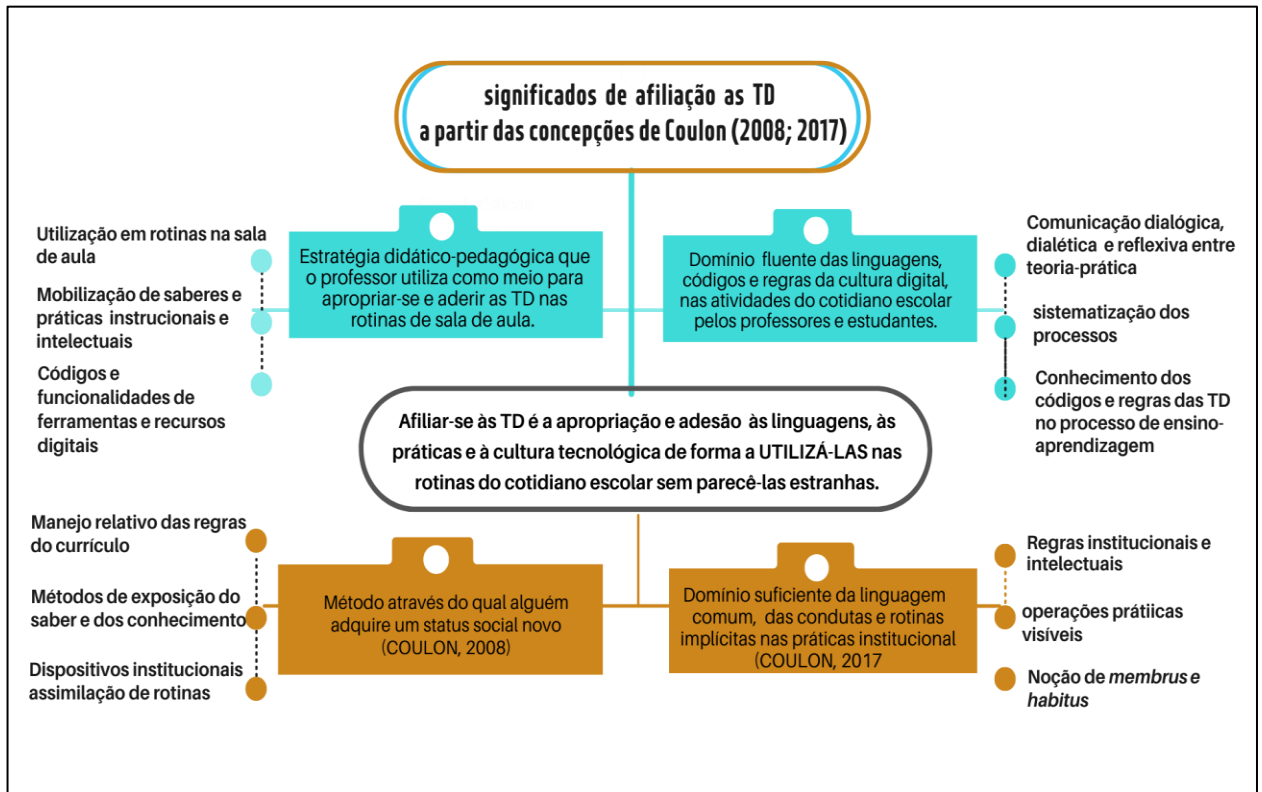 significados de afiliação as TD
a partir das concepções de Coulon (2008; 2017)
Utilização em rotinas na sala
de aula
Mobilização de saberes e
práticas instrucionais e
intelectuais
Códigos e
funcionalidades de
ferramentas e recursos
digitais
Estratégia didático-pedagógica que
o professor utiliza como meio para
apropriar-se e aderir as TD nas
rotinas de sala de aula.
Domínio fluente das linguagens,
códigos e regras da cultura digital,
nas atividades do cotidiano escolar
pelos professores e estudantes.
Comunicação dialógica,
dialética e reflexiva entre
teoria-prática
sistematização dos
processos
Conhecimento dos
códigos e regras das TD
no processo de ensino-
aprendizagem
Afiliar-se às TD é a apropriação e adesão às linguagens, às
práticas e à cultura tecnológica de forma a UTILIZÁ-LAS nas
rotinas do cotidiano escolar sem parecê-las estranhas.
Manejo relativo das regras
do currículo
Métodos de exposição do
saber e dos conhecimento
Dispositivos institucionais
assimilação de rotinas
Método através do qual alguém
adquire um status social novo
(COULON, 2008)
Domínio suficiente da linguagem
comum, das condutas e rotinas
implícitas nas práticas institucional
(COULON, 2017
Regras institucionais e
intelectuais
operações prátiicas
visíveis
Noção de membrus e
habitus